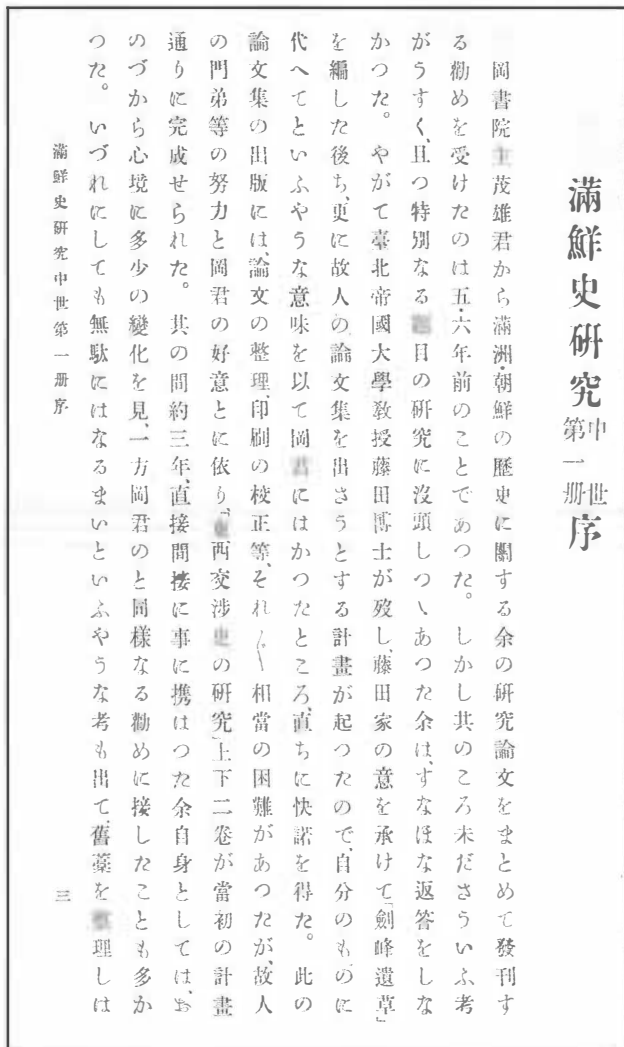 滿鮮史研究中世第一册序
岡書院茂雄君から滿洲・朝鮮の歷史に關する余の研究論文をまとめて發刊す
る勸めを受けたのは五・六年前のことであつた。しかし其のころ未ださういふ考
がうすく、且つ特別なる目の研究に沒頭しつゝあつた余は、すなほな返答をしな
かつた。やがて臺北帝國大學敎授藤田博士が歿し、藤田家の意を承けて「劍峰遺草」
を編した後ち、更に故人の論文集を出さうとする計畫が起つたので、自分のものに
代へてといふやうな意味を以て岡にはかつたところ、直ちに快諾を得た。此の
論文集の出版には、論文の整理、印刷の校正等、それ〲相當の困難があつたが、故人
の門弟等の努力と岡君の好意とに依り「西交涉の研究」上下二卷が當初の計畫
通りに完成せられた。其の間約三年、直接間接に事に携はつた余自身としては、お
のづから心境に多少の變化を見、一方岡君のと同樣なる勸めに接したことも多か
つた。いづれにしても無駄にはなるまいといふやうな考も出て、舊藁を理しは
滿鮮史研究中世第一册序
三